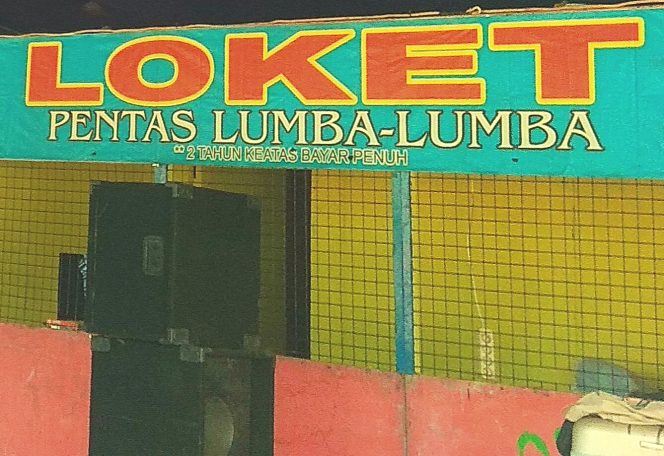 LOKET
PENTAS LUMBA-LUMBA
** 2 TAHUN KEATAS BAYAR PENUH